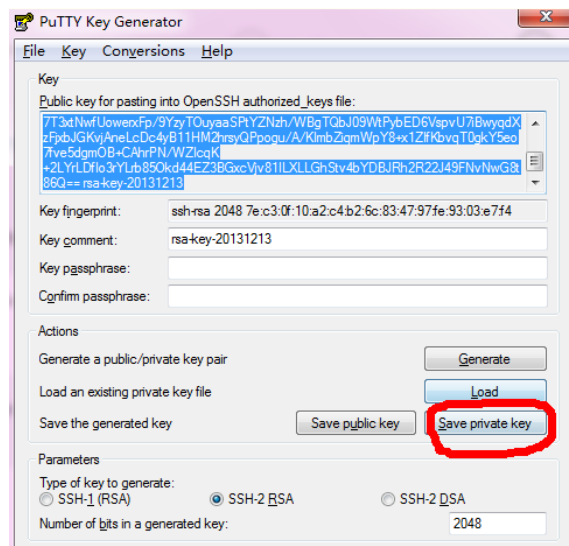 PuTTY Key Generator
File Key Conversions Help
Key
Public key for pasting into OpenSSH authorized_keys file:
7T3xtNwfUowerxFp/9YzyTOuyaaSPtYZNzh/WBgTQbJ09WtPybED6VspvU7iBwyqdX
zFjxbJGKvjAneLcDc4yB11HM2hrsyQPpogu/A/KlmbZiqmWpY8+x1ZlfKbvqT0gkY5eo
7fve5dgmOB+CAhrPN/WZIcqK
+2LYrLDflo3rYLrb85Okd44EZ3BGxcVjv81lLXLLGhStv4bYDBJRh2R22J49FNvNwG8t
86Q== rsa-key-20131213
Key fingerprint: ssh-rsa 2048 7e:c3:0f:10:a2:c4:b2:6c:83:47:97:fe:93:03:e7:f4
Key comment: rsa-key-20131213
Key passphrase:
Confirm passphrase:
Actions
Generate a public/private key pair Generate
Load an existing private key file Load
Save the generated key Save public key Save private key
Parameters
Type of key to generate:
SSH-1 (RSA) SSH-2 RSA SSH-2 DSA
Number of bits in a generated key: 2048